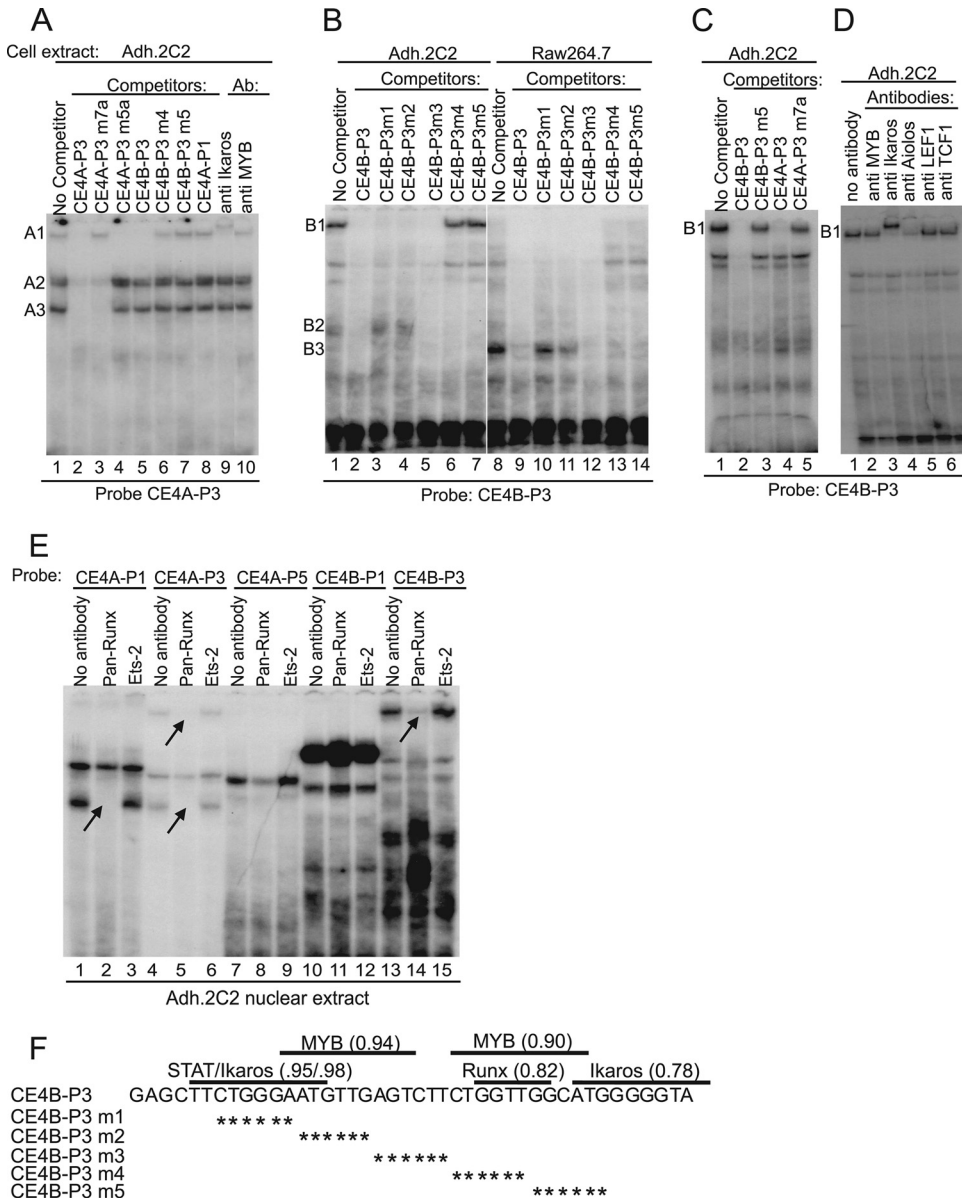 A
Cell extract: Adh.2C2
Competitors: Ab:
No Competitor
CE4A-P3
CE4A-P3 m7a
CE4A-P3 m5a
CE4B-P3
CE4B-P3 m4
CE4B-P3 m5
CE4A-P1
anti Ikaros
anti MYB
A1
A2
A3
1 2 3 4 5 6 7 8 9 10
Probe CE4A-P3
B
Adh.2C2 Raw264.7
Competitors: Competitors:
No Competitor
CE4B-P3
CE4B-P3m1
CE4B-P3m2
CE4B-P3m3
CE4B-P3m4
CE4B-P3m5
No Competitor
CE4B-P3
CE4B-P3m1
CE4B-P3m2
CE4B-P3m3
CE4B-P3m4
CE4B-P3m5
B1
B2
B3
1 2 3 4 5 6 7 8 9 10 11 12 13 14
Probe: CE4B-P3
C
Adh.2C2
Competitors:
No Competitor
CE4B-P3
CE4B-P3 m5
CE4A-P3
CE4A-P3 m7a
B1
1 2 3 4 5
D
Adh.2C2
Antibodies:
no antibody
anti MYB
anti Ikaros
anti Aiolos
anti LEF1
anti TCF1
B1
1 2 3 4 5 6
Probe: CE4B-P3
E
Probe: CE4A-P1 CE4A-P3 CE4A-P5 CE4B-P1 CE4B-P3
No antibody
Pan-Runx
Ets-2
No antibody
Pan-Runx
Ets-2
No antibody
Pan-Runx
Ets-2
No antibody
Pan-Runx
Ets-2
No antibody
Pan-Runx
Ets-2
1 2 3 4 5 6 7 8 9 10 11 12 13 14 15
Adh.2C2 nuclear extract
F
MYB (0.94) MYB (0.90)
STAT/Ikaros (.95/.98) Runx (0.82) Ikaros (0.78)
CE4B-P3 GAGCTTCTGGGAATGTTGAGTCTTCTGGTTGGCATGGGGGTA
CE4B-P3 m1 ******
CE4B-P3 m2 ******
CE4B-P3 m3 ******
CE4B-P3 m4 ******
CE4B-P3 m5 ******